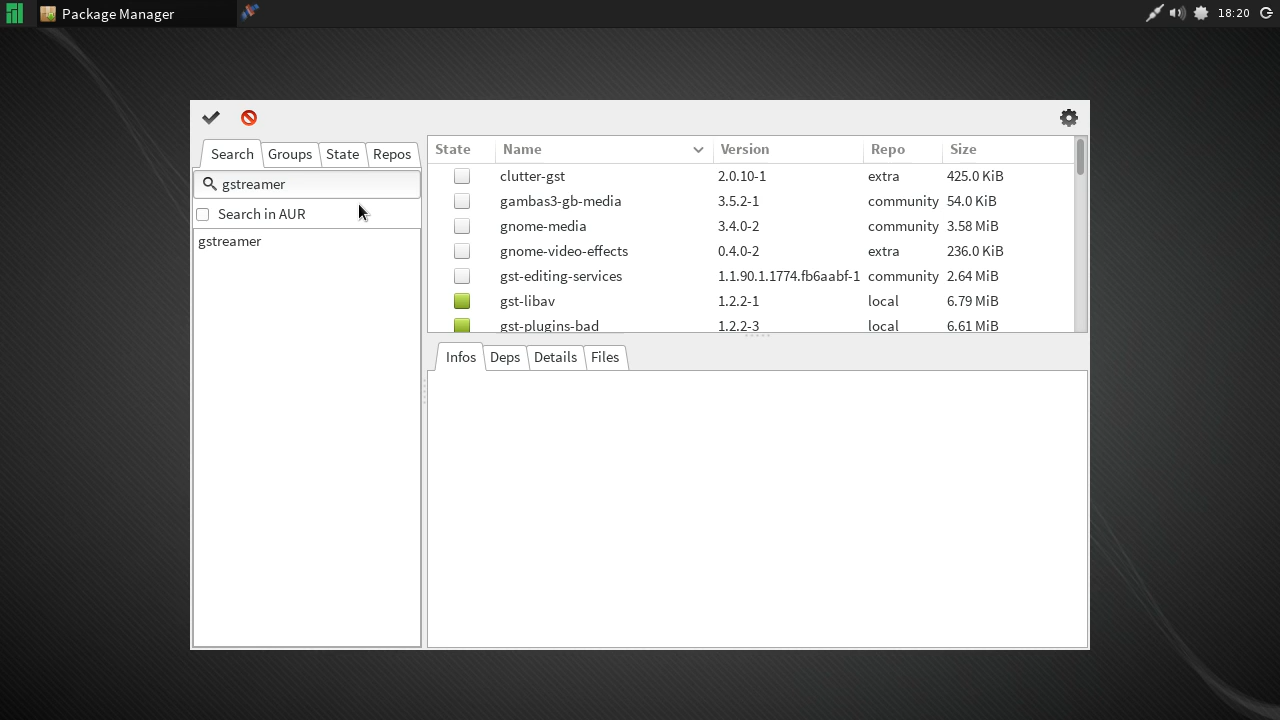 Package Manager
18:20
Search Groups State Repos
gstreamer
Search in AUR
gstreamer
State Name Version Repo Size
clutter-gst 2.0.10-1 extra 425.0 KiB
gambas3-gb-media 3.5.2-1 community 54.0 KiB
gnome-media 3.4.0-2 community 3.58 MiB
gnome-video-effects 0.4.0-2 extra 236.0 KiB
gst-editing-services 1.1.90.1.1774.fb6aabf-1 community 2.64 MiB
gst-libav 1.2.2-1 local 6.79 MiB
gst-plugins-bad 1.2.2-3 local 6.61 MiB
Infos Deps Details Files